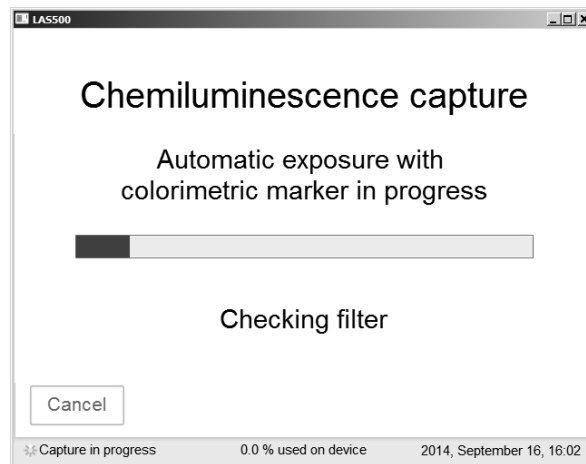 LAS500
Chemiluminescence capture
Automatic exposure with
colorimetric marker in progress
Checking filter
Cancel
Capture in progress 0.0 % used on device 2014, September 16, 16:02